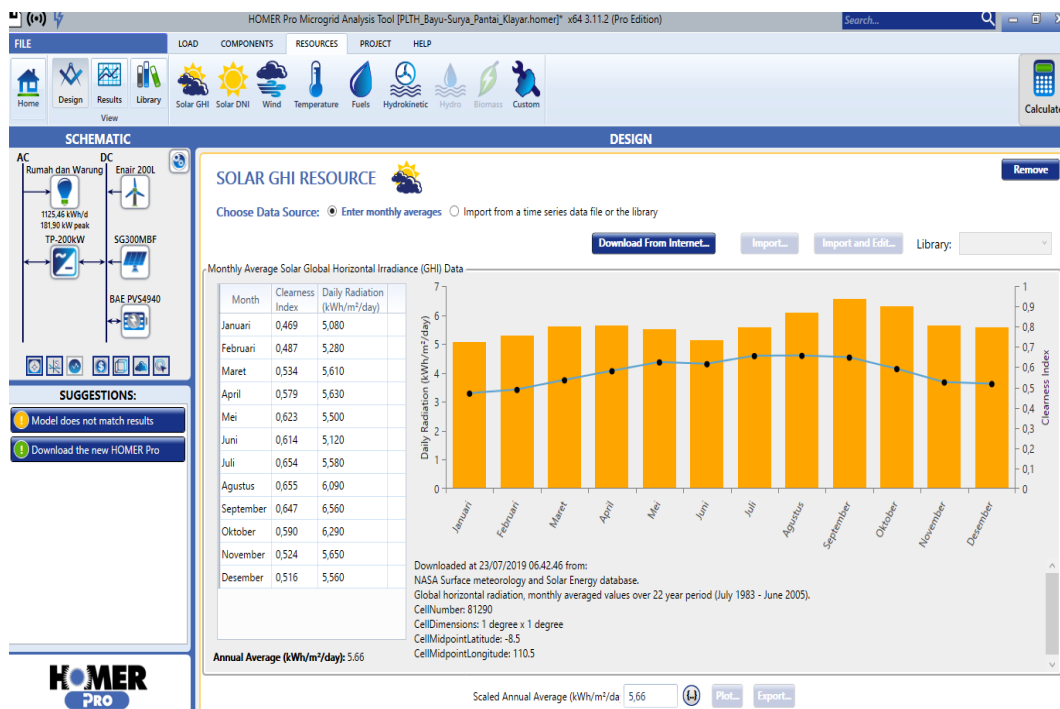 HOMER Pro Microgrid Analysis Tool [PLTH_Bayu-Surya_Pantai_Klayar.homer]* x64 3.11.2 (Pro Edition)
Search...
FILE
LOAD COMPONENTS RESOURCES PROJECT HELP
Home Design Results Library
View
Solar GHI Solar DNI Wind Temperature Fuels Hydrokinetic Hydro Biomass Custom
Calculate
SCHEMATIC
AC DC
Rumah dan Warung Enair 200L
1125,46 kWh/d
181,90 kW peak
TP-200kW SG300MBF
BAE PVS4940
SUGGESTIONS:
Model does not match results
Download the new HOMER Pro
HOMER
PRO
DESIGN
Remove
SOLAR GHI RESOURCE
Choose Data Source: Enter monthly averages Import from a time series data file or the library
Download From Internet... Import... Import and Edit... Library:
Monthly Average Solar Global Horizontal Irradiance (GHI) Data
Month Clearness Index Daily Radiation (kWh/m²/day)
Januari 0,469 5,080
Februari 0,487 5,280
Maret 0,534 5,610
April 0,579 5,630
Mei 0,623 5,500
Juni 0,614 5,120
Juli 0,654 5,580
Agustus 0,655 6,090
September 0,647 6,560
Oktober 0,590 6,290
November 0,524 5,650
Desember 0,516 5,560
Annual Average (kWh/m²/day): 5.66
Daily Radiation (kWh/m²/day)
7
6
5
4
3
2
1
0
Januari Februari Maret April Mei Juni Juli Agustus September Oktober November Desember
1
0,9
0,8
0,7
0,6
0,5
0,4
0,3
0,2
0,1
0
Clearness Index
Downloaded at 23/07/2019 06.42.46 from:
NASA Surface meteorology and Solar Energy database.
Global horizontal radiation, monthly averaged values over 22 year period (July 1983 - June 2005).
CellNumber: 81290
CellDimensions: 1 degree x 1 degree
CellMidpointLatitude: -8.5
CellMidpointLongitude: 110.5
Scaled Annual Average (kWh/m²/da 5,66 {..} Plot... Export...